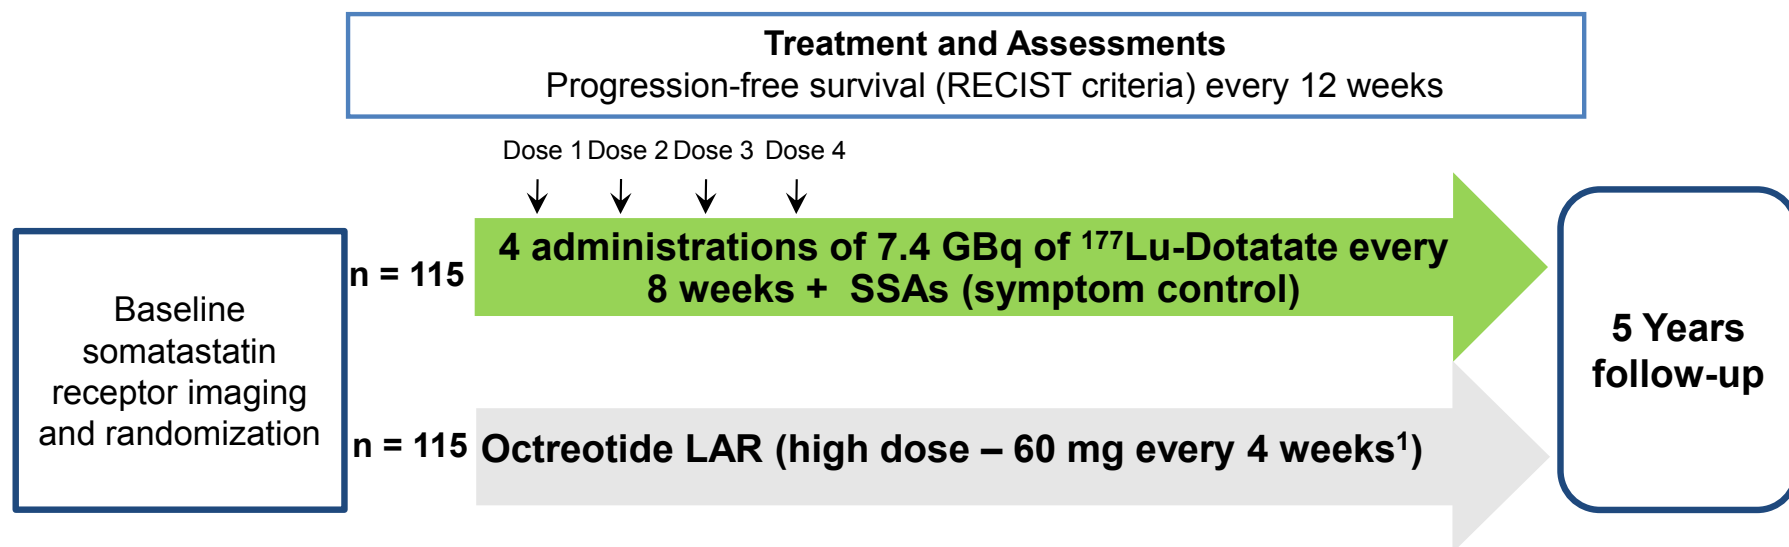 Treatment and Assessments
Progression-free survival (RECIST criteria) every 12 weeks
Dose 1 Dose 2 Dose 3 Dose 4
n = 115
4 administrations of 7.4 GBq of ¹⁷⁷Lu-Dotatate every
8 weeks + SSAs (symptom control)
Baseline
somatastatin
receptor imaging
and randomization
n = 115
Octreotide LAR (high dose – 60 mg every 4 weeks¹)
5 Years
follow-up